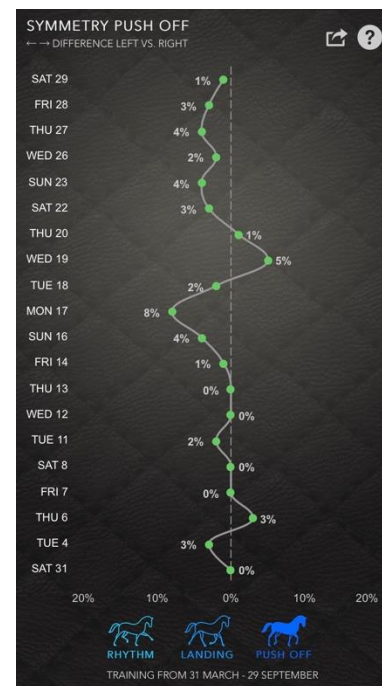 SYMMETRY PUSH OFF
←→ DIFFERENCE LEFT VS. RIGHT
?
SAT 29 1%
FRI 28 3%
THU 27 4%
WED 26 2%
SUN 23 4%
SAT 22 3%
THU 20 1%
WED 19 5%
TUE 18 2%
MON 17 8%
SUN 16 4%
FRI 14 1%
THU 13 0%
WED 12 0%
TUE 11 2%
SAT 8 0%
FRI 7 0%
THU 6 3%
TUE 4 3%
SAT 31 0%
20% 10% 0% 10% 20%
RHYTHM LANDING PUSH OFF
TRAINING FROM 31 MARCH - 29 SEPTEMBER